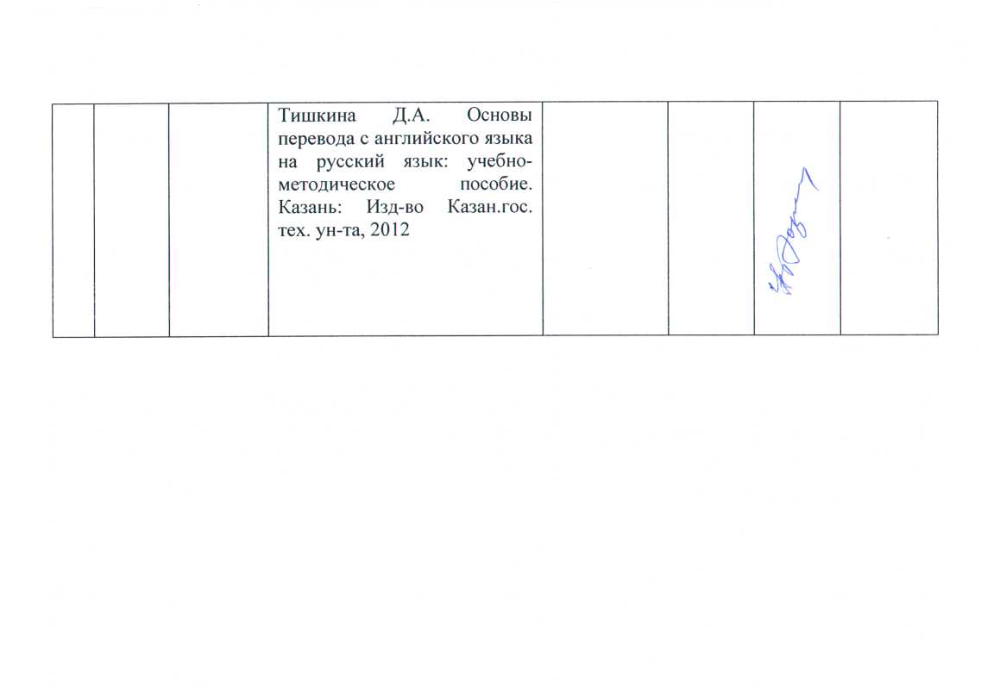 Тишкина Д.А. Основы
перевода с английского языка
на русский язык: учебно-
методическое пособие.
Казань: Изд-во Казан.гос.
тех. ун-та, 2012